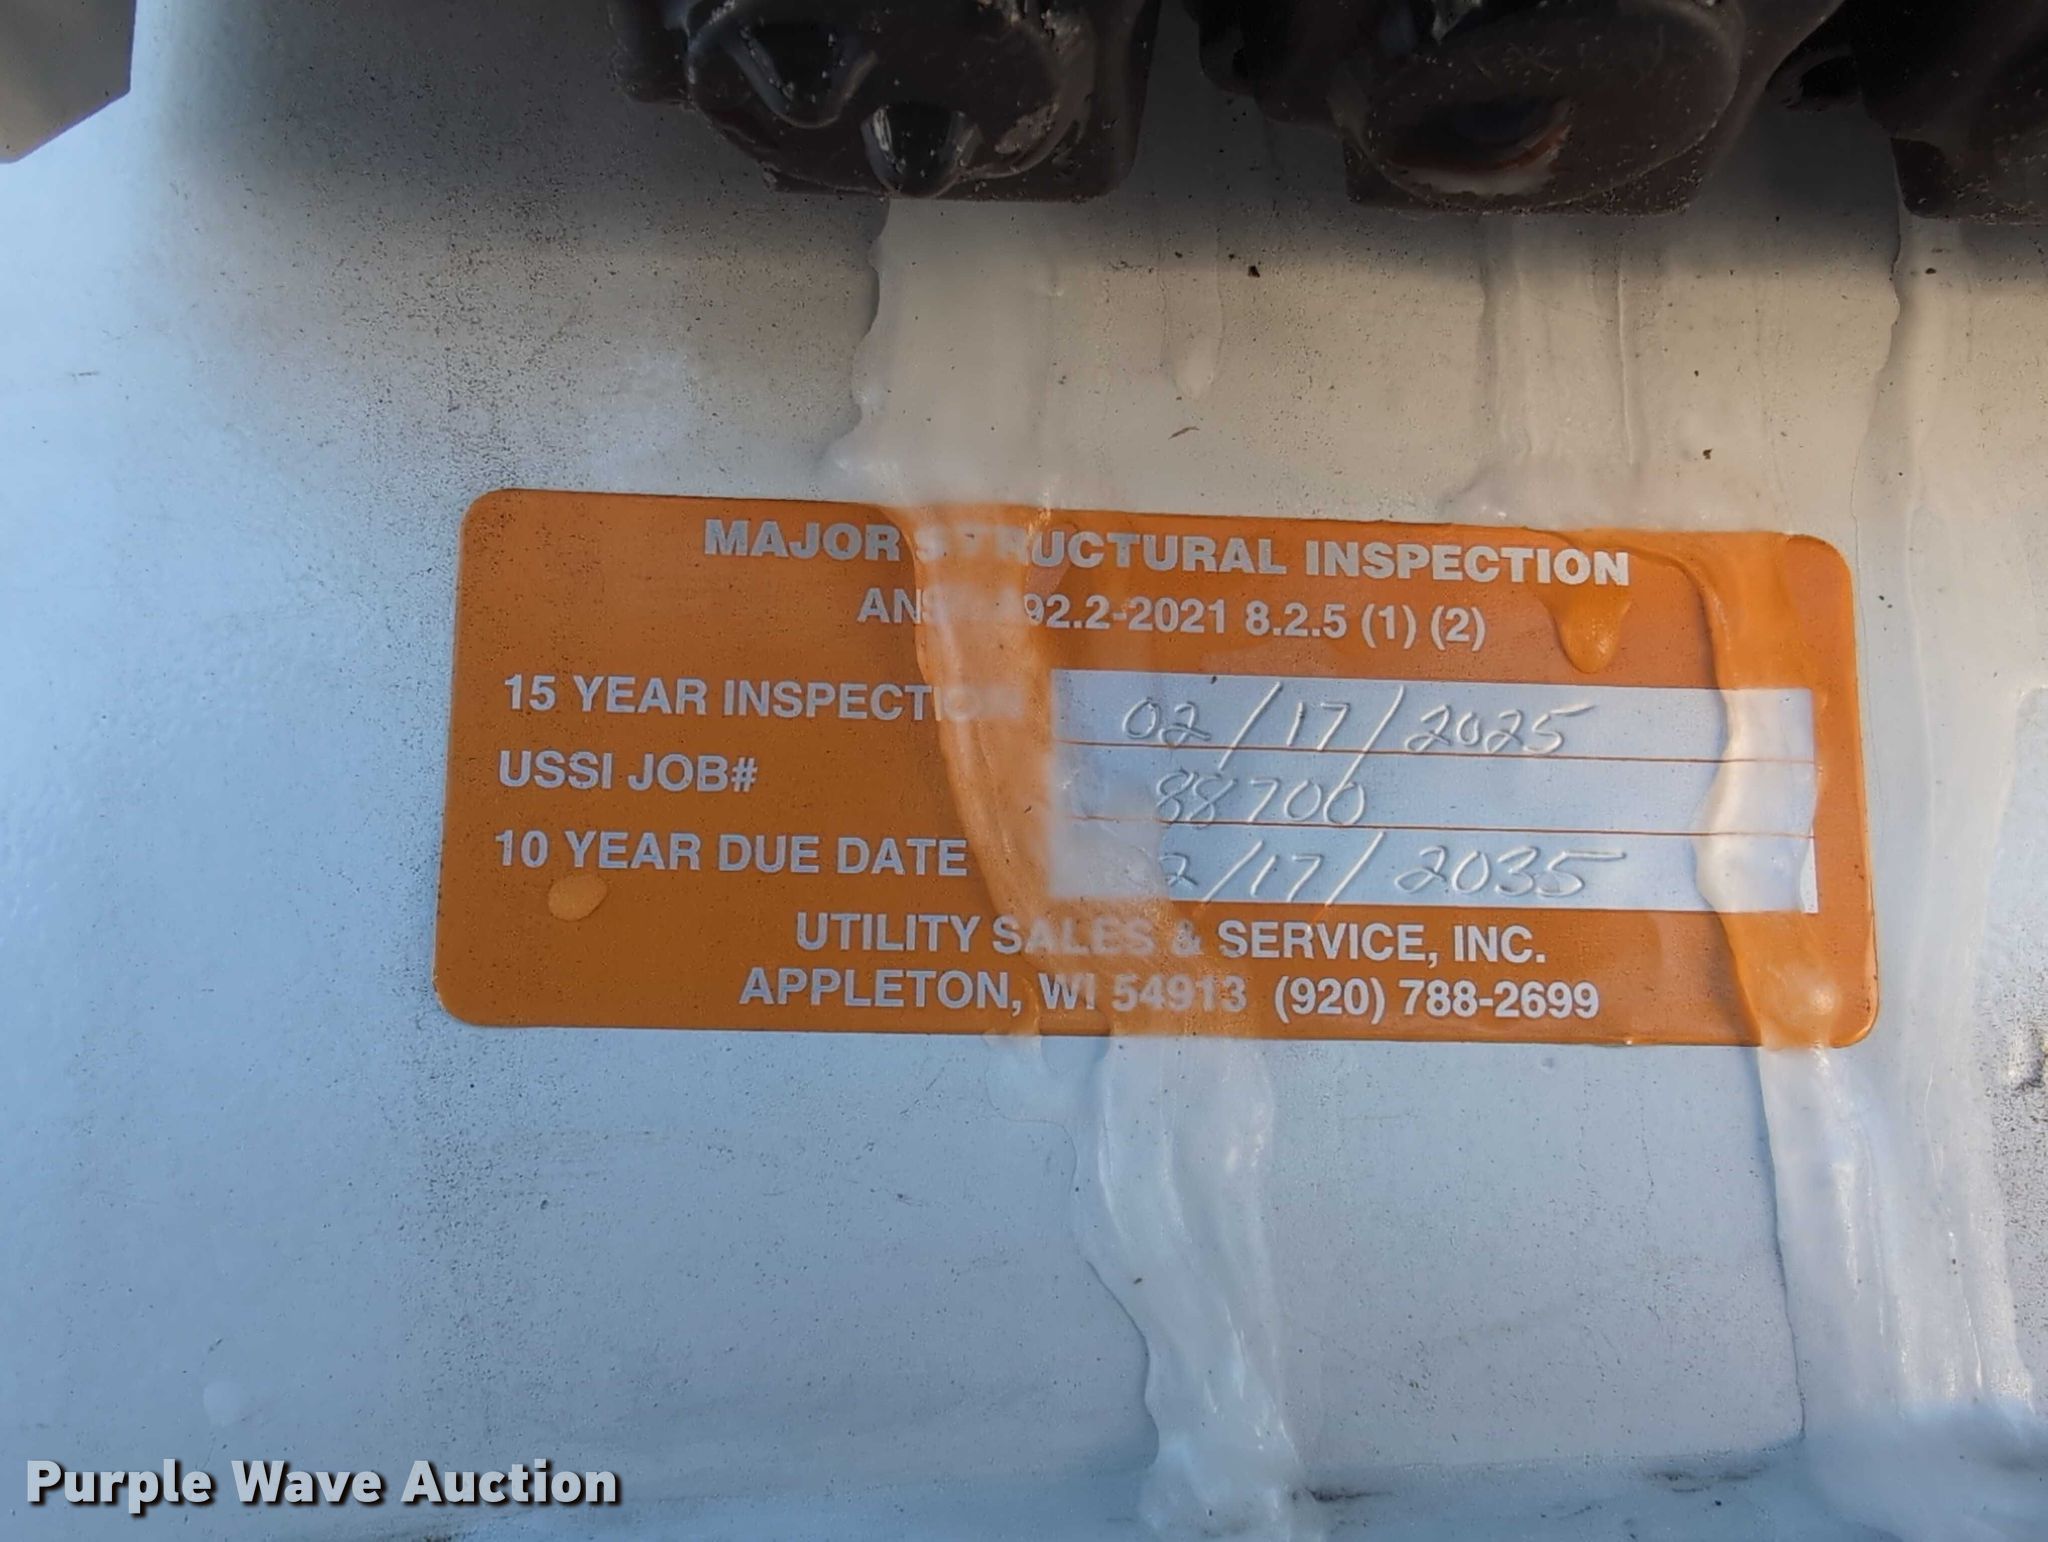 MAJOR STRUCTURAL INSPECTION
ANSI A92.2-2021 8.2.5 (1) (2)
15 YEAR INSPECTION 02/17/2025
USSI JOB# 88700
10 YEAR DUE DATE 02/17/2035
UTILITY SALES & SERVICE, INC.
APPLETON, WI 54913 (920) 788-2699
Purple Wave Auction